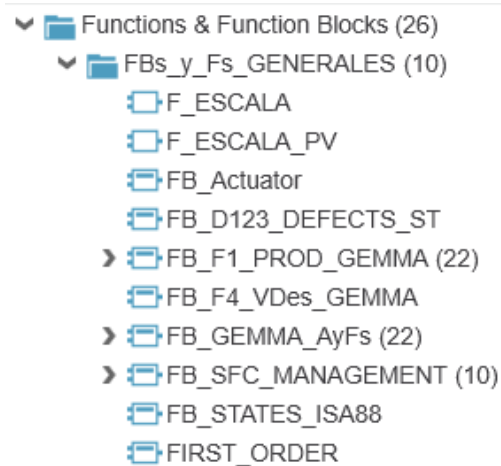 Functions & Function Blocks (26)
FBs_y_Fs_GENERALES (10)
F_ESCALA
F_ESCALA_PV
FB_Actuator
FB_D123_DEFECTS_ST
FB_F1_PROD_GEMMA (22)
FB_F4_VDes_GEMMA
FB_GEMMA_AyFs (22)
FB_SFC_MANAGEMENT (10)
FB_STATES_ISA88
FIRST_ORDER